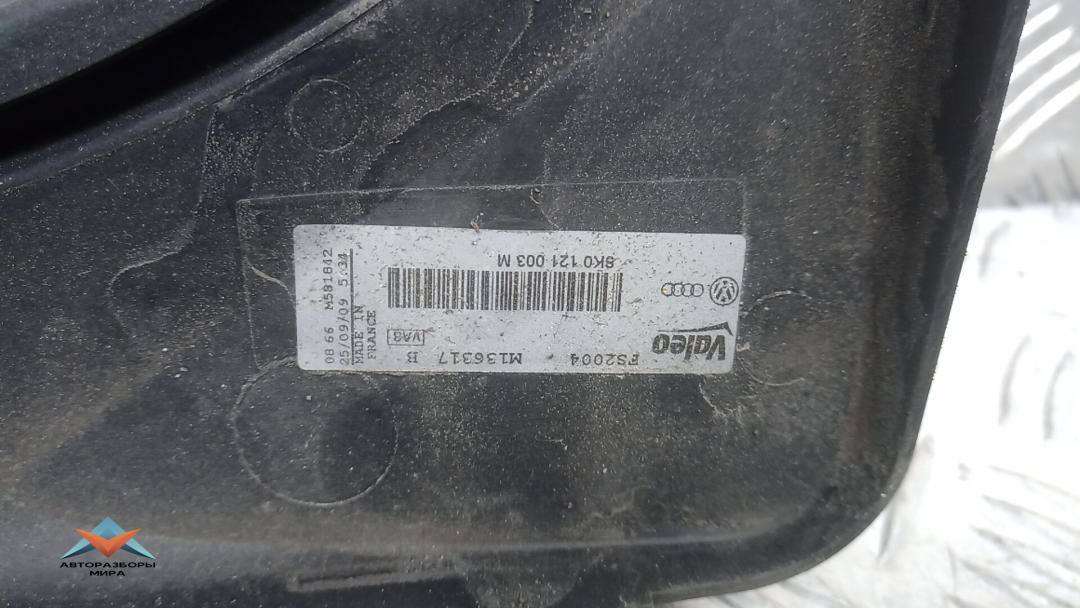 Valeo
FS2004 M136317 B VAG
8K0 121 003 M
08 66 M581842
25/09/09 5:34
MADE IN
FRANCE
АВТОРАЗБОРЫ
МИРА